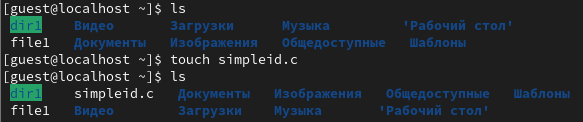 [guest@localhost ~]$ ls
dir1 Видео Загрузки Музыка 'Рабочий стол'
file1 Документы Изображения Общедоступные Шаблоны
[guest@localhost ~]$ touch simpleid.c
[guest@localhost ~]$ ls
dir1 simpleid.c Документы Изображения Общедоступные Шаблоны
file1 Видео Загрузки Музыка 'Рабочий стол'